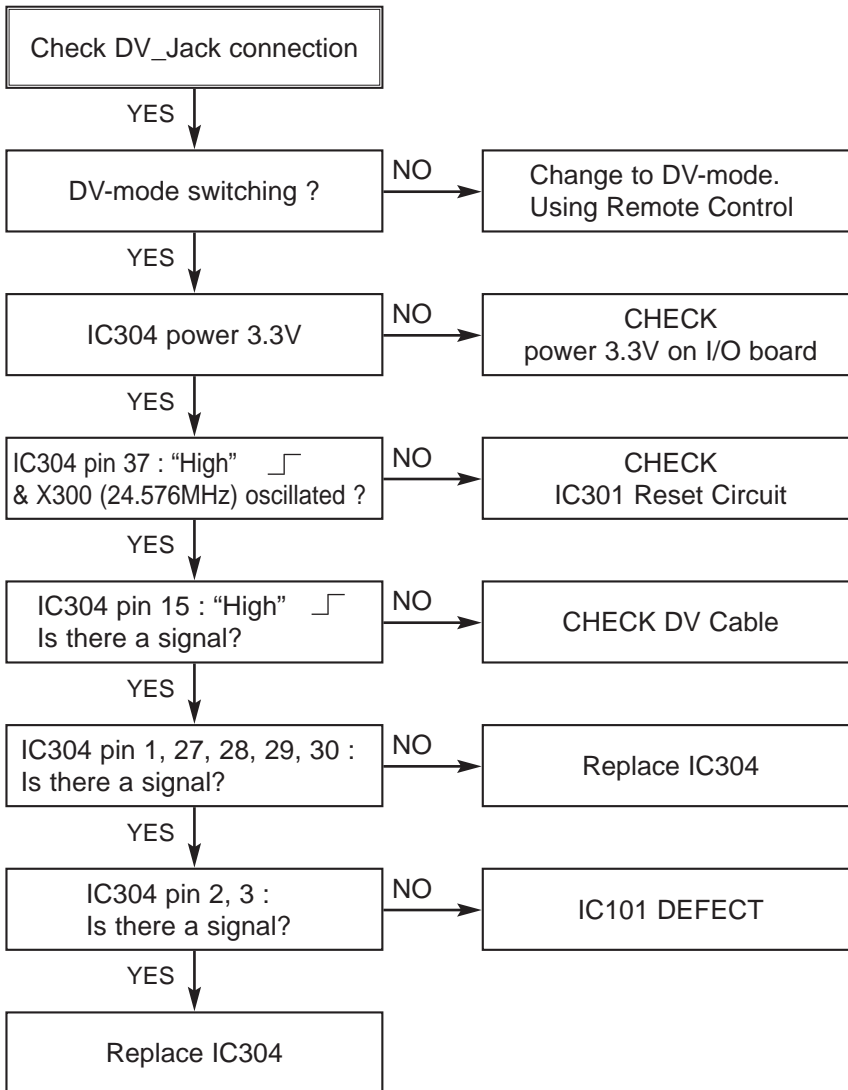 Check DV_Jack connection
YES
DV-mode switching ?
NO
Change to DV-mode.
Using Remote Control
YES
IC304 power 3.3V
NO
CHECK
power 3.3V on I/O board
YES
IC304 pin 37 : “High”
& X300 (24.576MHz) oscillated ?
NO
CHECK
IC301 Reset Circuit
YES
IC304 pin 15 : “High”
Is there a signal?
NO
CHECK DV Cable
YES
IC304 pin 1, 27, 28, 29, 30 :
Is there a signal?
NO
Replace IC304
YES
IC304 pin 2, 3 :
Is there a signal?
NO
IC101 DEFECT
YES
Replace IC304